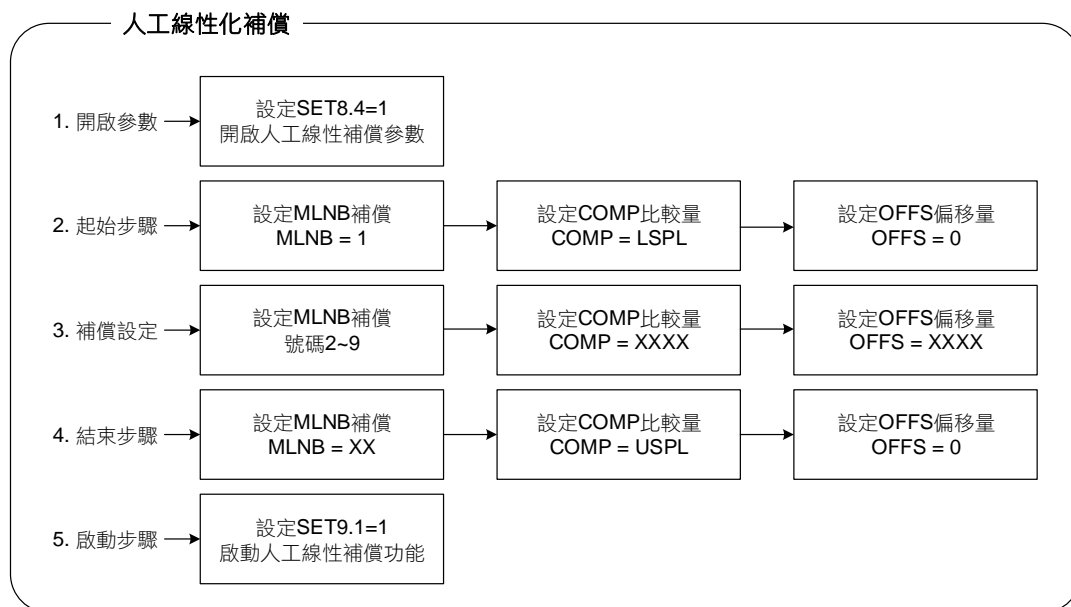 人工線性化補償
1. 開啟參數
設定SET8.4=1
開啟人工線性補償參數
2. 起始步驟
設定MLNB補償
MLNB = 1
設定COMP比較量
COMP = LSPL
設定OFFS偏移量
OFFS = 0
3. 補償設定
設定MLNB補償
號碼2~9
設定COMP比較量
COMP = XXXX
設定OFFS偏移量
OFFS = XXXX
4. 結束步驟
設定MLNB補償
MLNB = XX
設定COMP比較量
COMP = USPL
設定OFFS偏移量
OFFS = 0
5. 啟動步驟
設定SET9.1=1
啟動人工線性補償功能